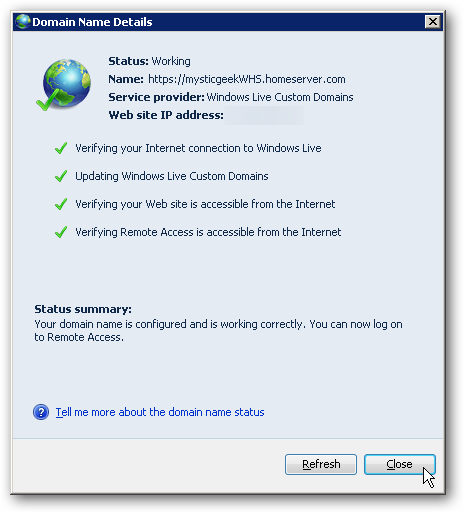 Domain Name Details
Status: Working
Name: https://mysticgeekWHS.homeserver.com
Service provider: Windows Live Custom Domains
Web site IP address:
Verifying your Internet connection to Windows Live
Updating Windows Live Custom Domains
Verifying your Web site is accessible from the Internet
Verifying Remote Access is accessible from the Internet
Status summary:
Your domain name is configured and is working correctly. You can now log on
to Remote Access.
? Tell me more about the domain name status
Refresh Close